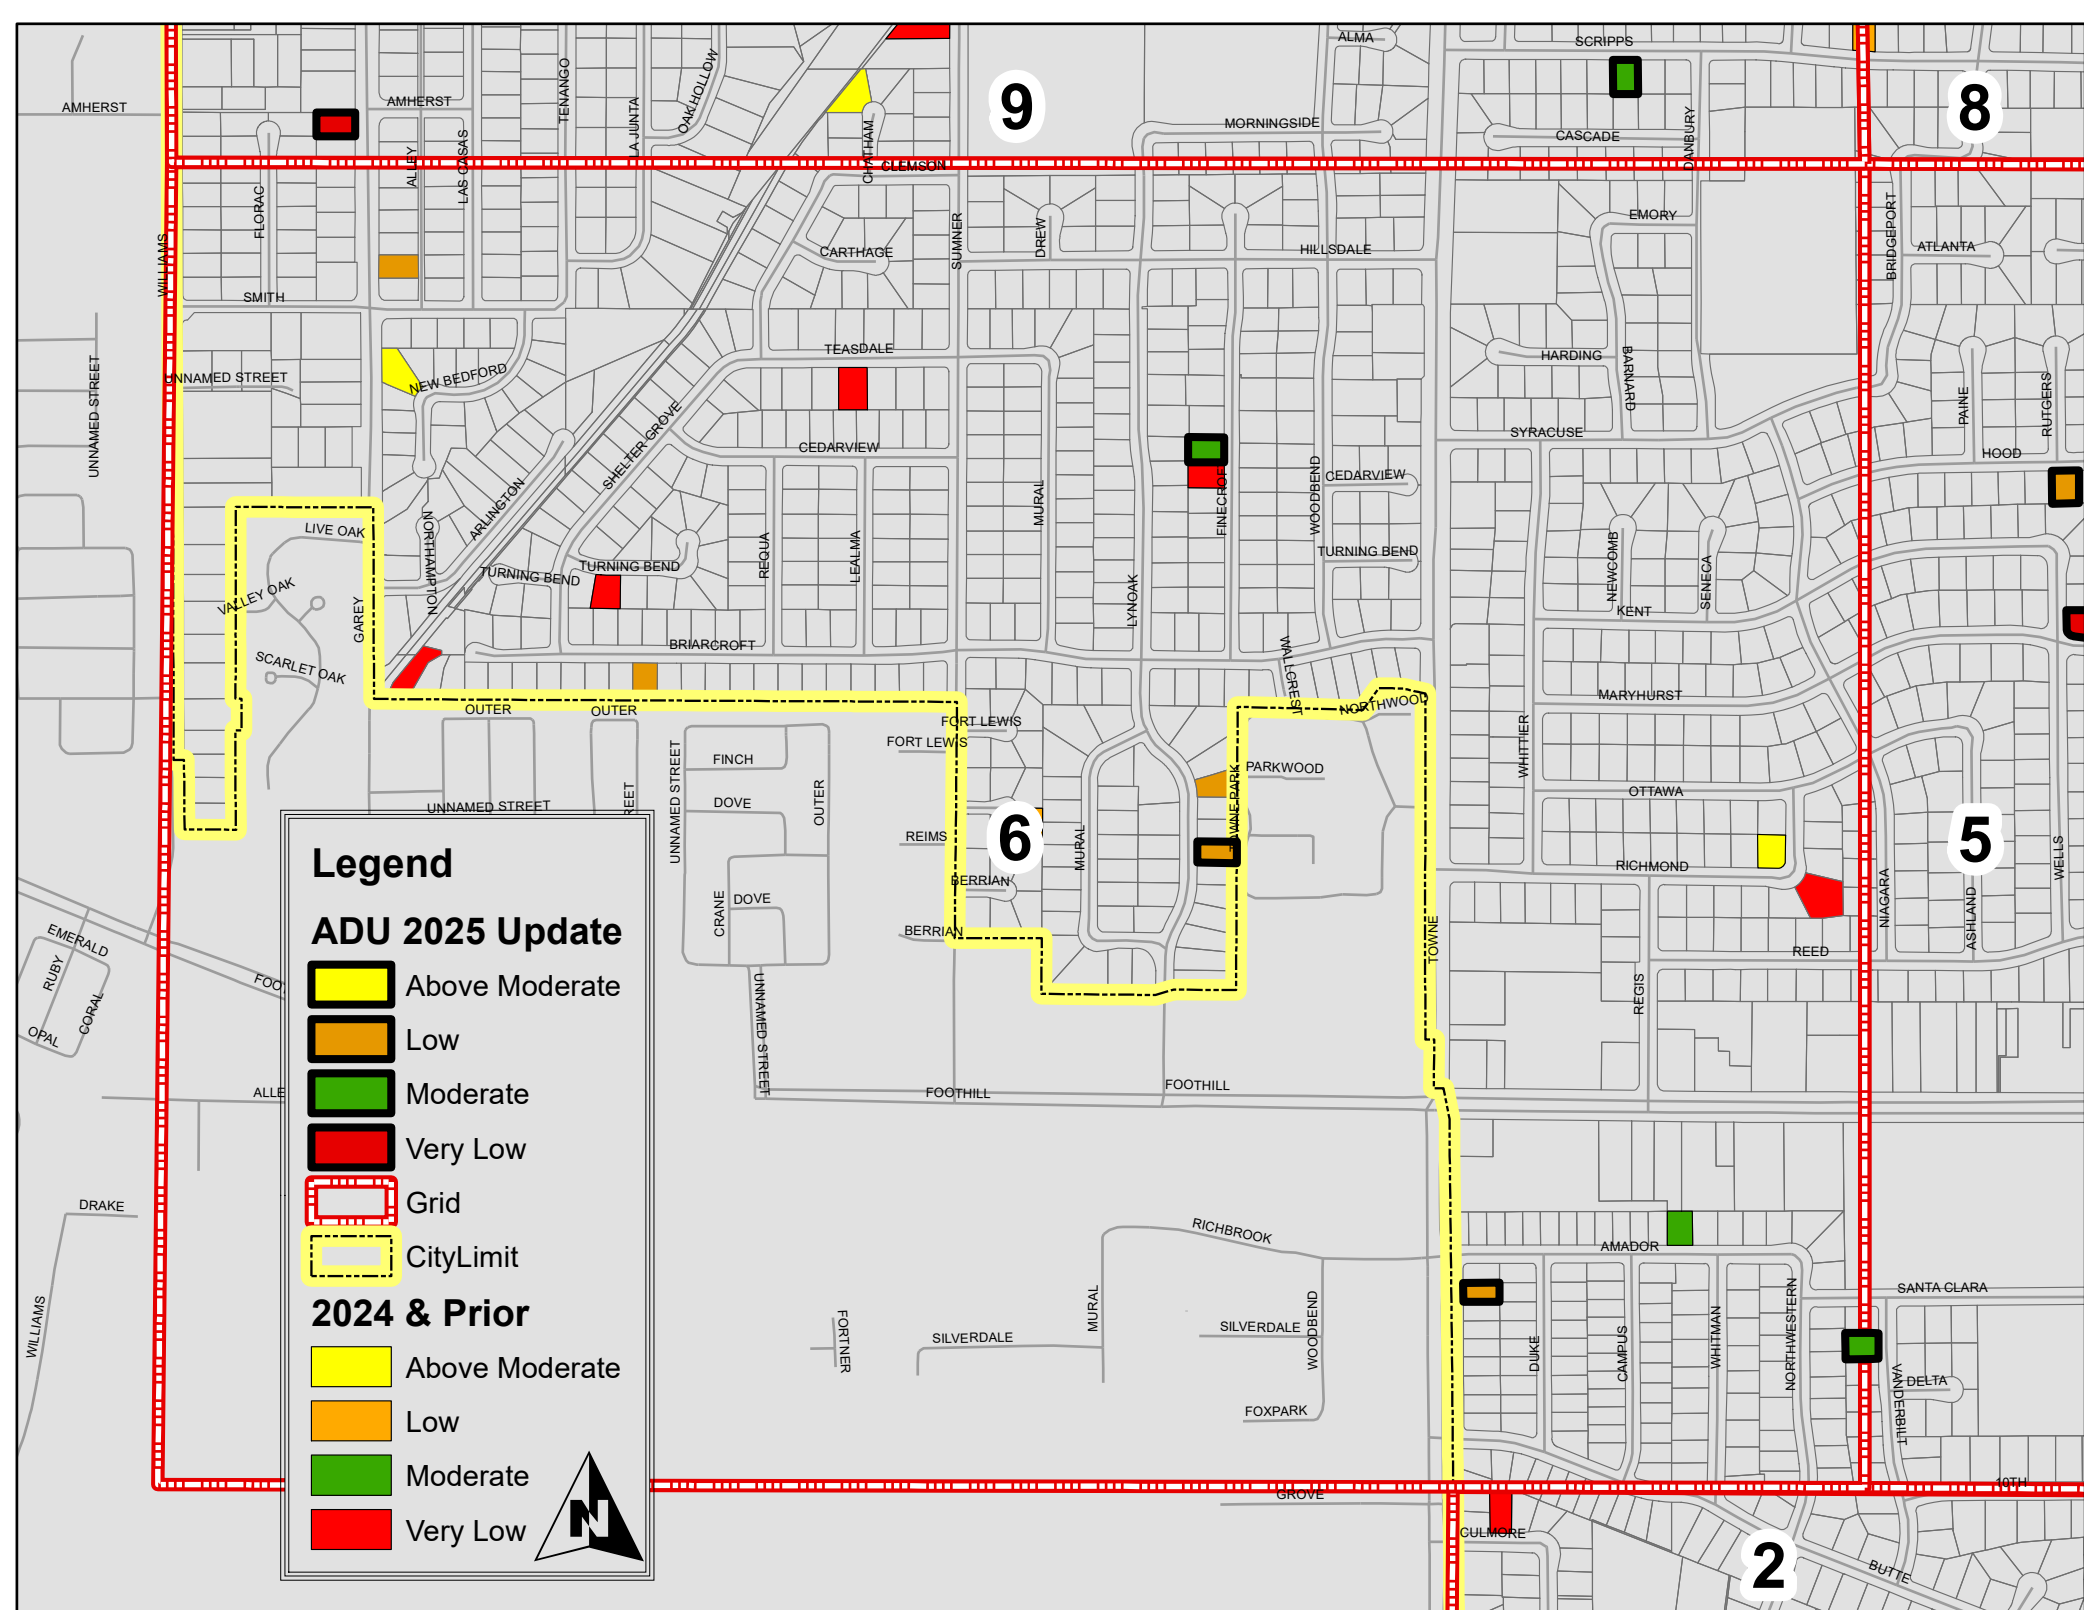 ALMA
SCRIPPS
AMHERST
AMHERST
TENANGO
LA JUNTA
OAK HOLLOW
CHATHAM
9
MORNINGSIDE
CASCADE
DANBURY
8
ALLEY
LAS CASAS
CLEMSON
FLORAC
WILLIAMS
SMITH
CARTHAGE
SUMNER
DREW
HILLSDALE
EMORY
BRIDGEPORT
ATLANTA
UNNAMED STREET
UNNAMED STREET
NEW BEDFORD
TEASDALE
SHELTER GROVE
CEDARVIEW
HARDING
BARNARD
SYRACUSE
PAINE
RUTGERS
HOOD
ARLINGTON
NORTHAMPTON
LIVE OAK
VALLEY OAK
GAREY
SCARLET OAK
TURNING BEND
TURNING BEND
REQUA
LEALMA
MURAL
LYNOAK
FINECROFT
WOODBEND
CEDARVIEW
TURNING BEND
NEWCOMB
SENECA
KENT
BRIARCROFT
WALLCREST
NORTHWOOD
MARYHURST
WHITTIER
OUTER
OUTER
UNNAMED STREET
FINCH
DOVE
OUTER
CRANE
DOVE
FORT LEWIS
FORT LEWIS
REIMS
BERRIAN
BERRIAN
6
MURAL
TOWNE PARK
PARKWOOD
OTTAWA
RICHMOND
5
WELLS
NIAGARA
ASHLAND
TOWNE
REED
REGIS
UNNAMED STREET
REET
UNNAMED STREET
EMERALD
RUBY
CORAL
OPAL
FOO
ALLE
DRAKE
WILLIAMS
FOOTHILL
FOOTHILL
RICHBROOK
MURAL
FORTNER
SILVERDALE
SILVERDALE
WOODBEND
FOXPARK
AMADOR
SANTA CLARA
DUKE
CAMPUS
WHITMAN
NORTHWESTERN
VANDERBILT
DELTA
10TH
GROVE
CULMORE
2
BUTTE
Legend
ADU 2025 Update
Above Moderate
Low
Moderate
Very Low
Grid
CityLimit
2024 & Prior
Above Moderate
Low
Moderate
Very Low
N